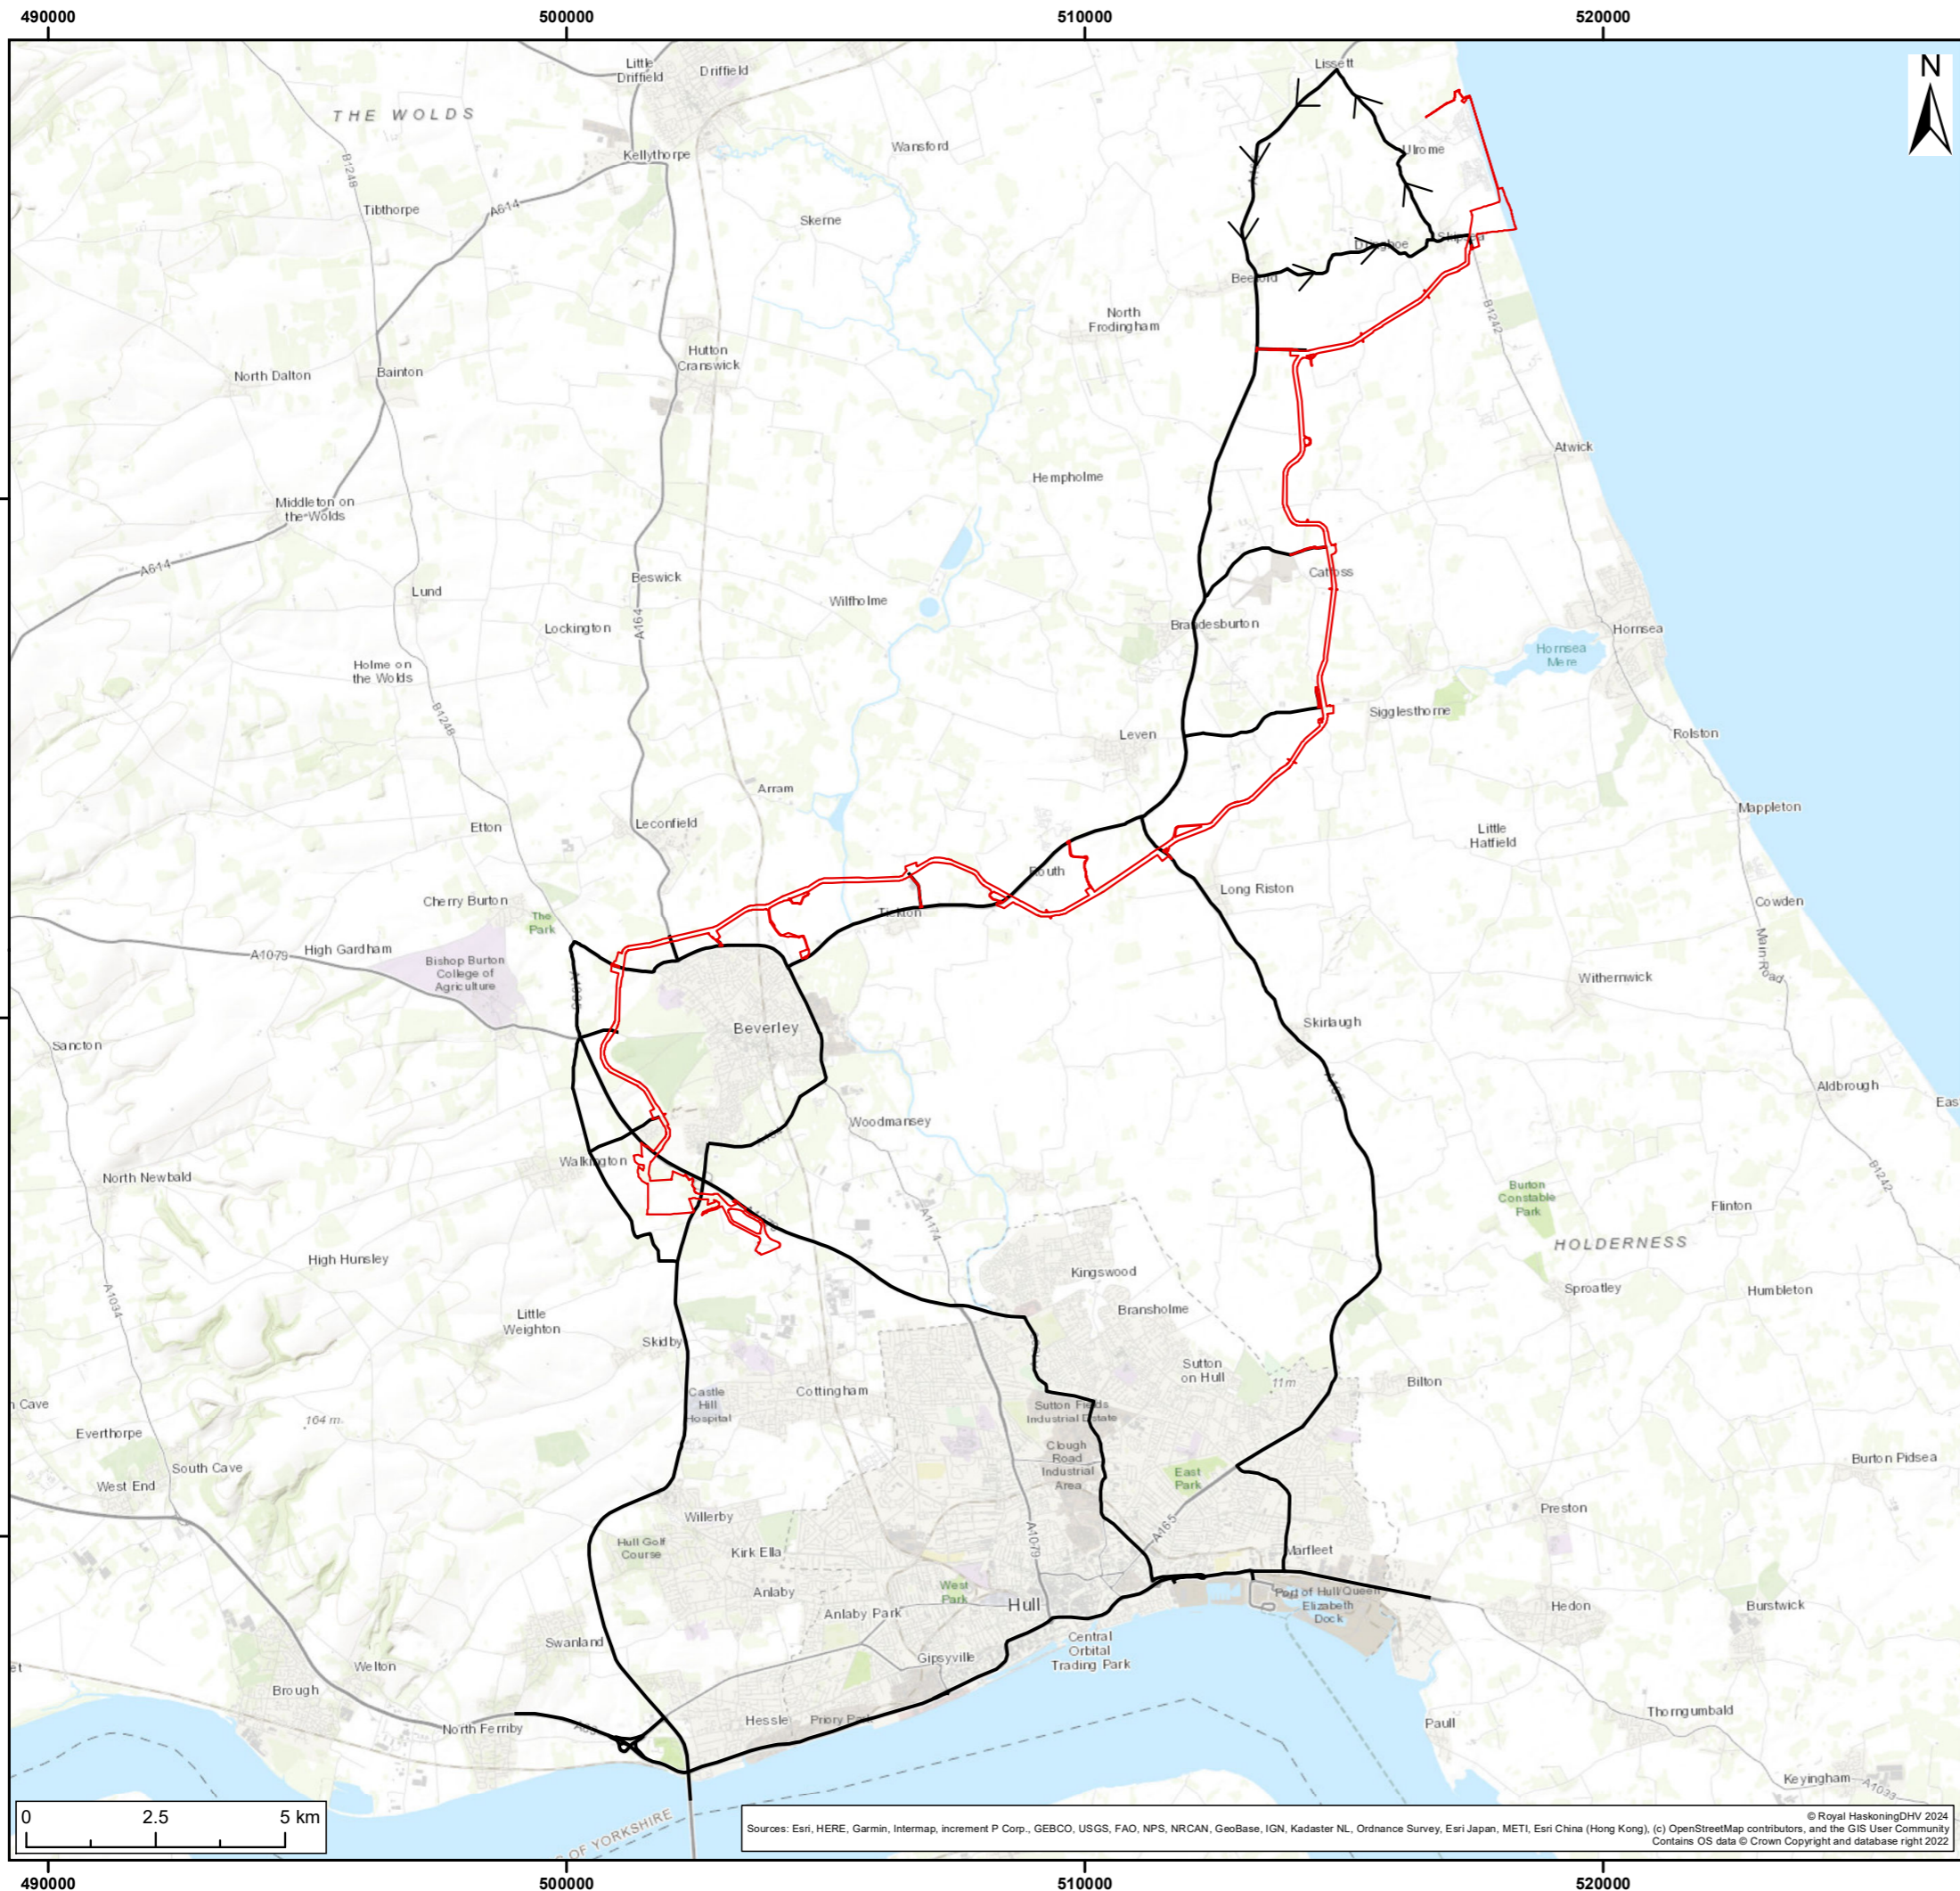 490000
500000
510000
520000
N
Lissett
Little
Driffield
Driffield
THE WOLDS
Ulrome
Wansford
Kellythorpe
B1248
Tibthorpe
A614
Skerne
Beeford
North
Frodingham
B1242
Hutton
Cranswick
North Dalton
Bainton
Atwick
Hempholme
Middleton on
the Wolds
A614
Catfoss
Beswick
Lund
Wilfholme
A164
Lockington
Brandesburton
Hornsea
Hornsea
Mere
Holme on
the Wolds
B1248
Sigglesthorne
Leven
Rolston
Arram
Mappleton
Leconfield
Etton
Little
Hatfield
Routh
Long Riston
Cherry Burton
Cowden
The
Park
Tickton
High Gardham
A1079
Bishop Burton
College of
Agriculture
Main Road
Withernwick
Beverley
Skirlaugh
Sancton
Aldbrough
Eas
Woodmansey
Walkington
North Newbald
B1242
Burton
Constable
Park
Flinton
A1174
HOLDERNESS
High Hunsley
Kingswood
Sproatley
Humbleton
A1034
Bransholme
Little
Weighton
Skidby
Sutton
on Hull
11m
Bilton
Castle
Hill
Hospital
Cottingham
n Cave
Sutton Fields
Industrial Estate
164 m
Everthorpe
Clough
Road
Industrial
Area
South Cave
East
Park
Burton Pidsea
West End
Preston
Willerby
A165
A1079
Hull Golf
Course
Kirk Ella
Marfleet
West
Park
Anlaby
Port of Hull/Queen
Elizabeth
Dock
Hull
Anlaby Park
Hedon
Burstwick
Swanland
Central
Orbital
Trading Park
Gipsyville
et
Welton
Brough
Thorngumbald
Hessle
Priory Park
North Ferriby
Paull
Keyingham
A1033
0 2.5 5 km
OF YORKSHIRE
© Royal HaskoningDHV 2024
Sources: Esri, HERE, Garmin, Intermap, increment P Corp., GEBCO, USGS, FAO, NPS, NRCAN, GeoBase, IGN, Kadaster NL, Ordnance Survey, Esri Japan, METI, Esri China (Hong Kong), (c) OpenStreetMap contributors, and the GIS User Community
Contains OS data © Crown Copyright and database right 2022
490000
500000
510000
520000